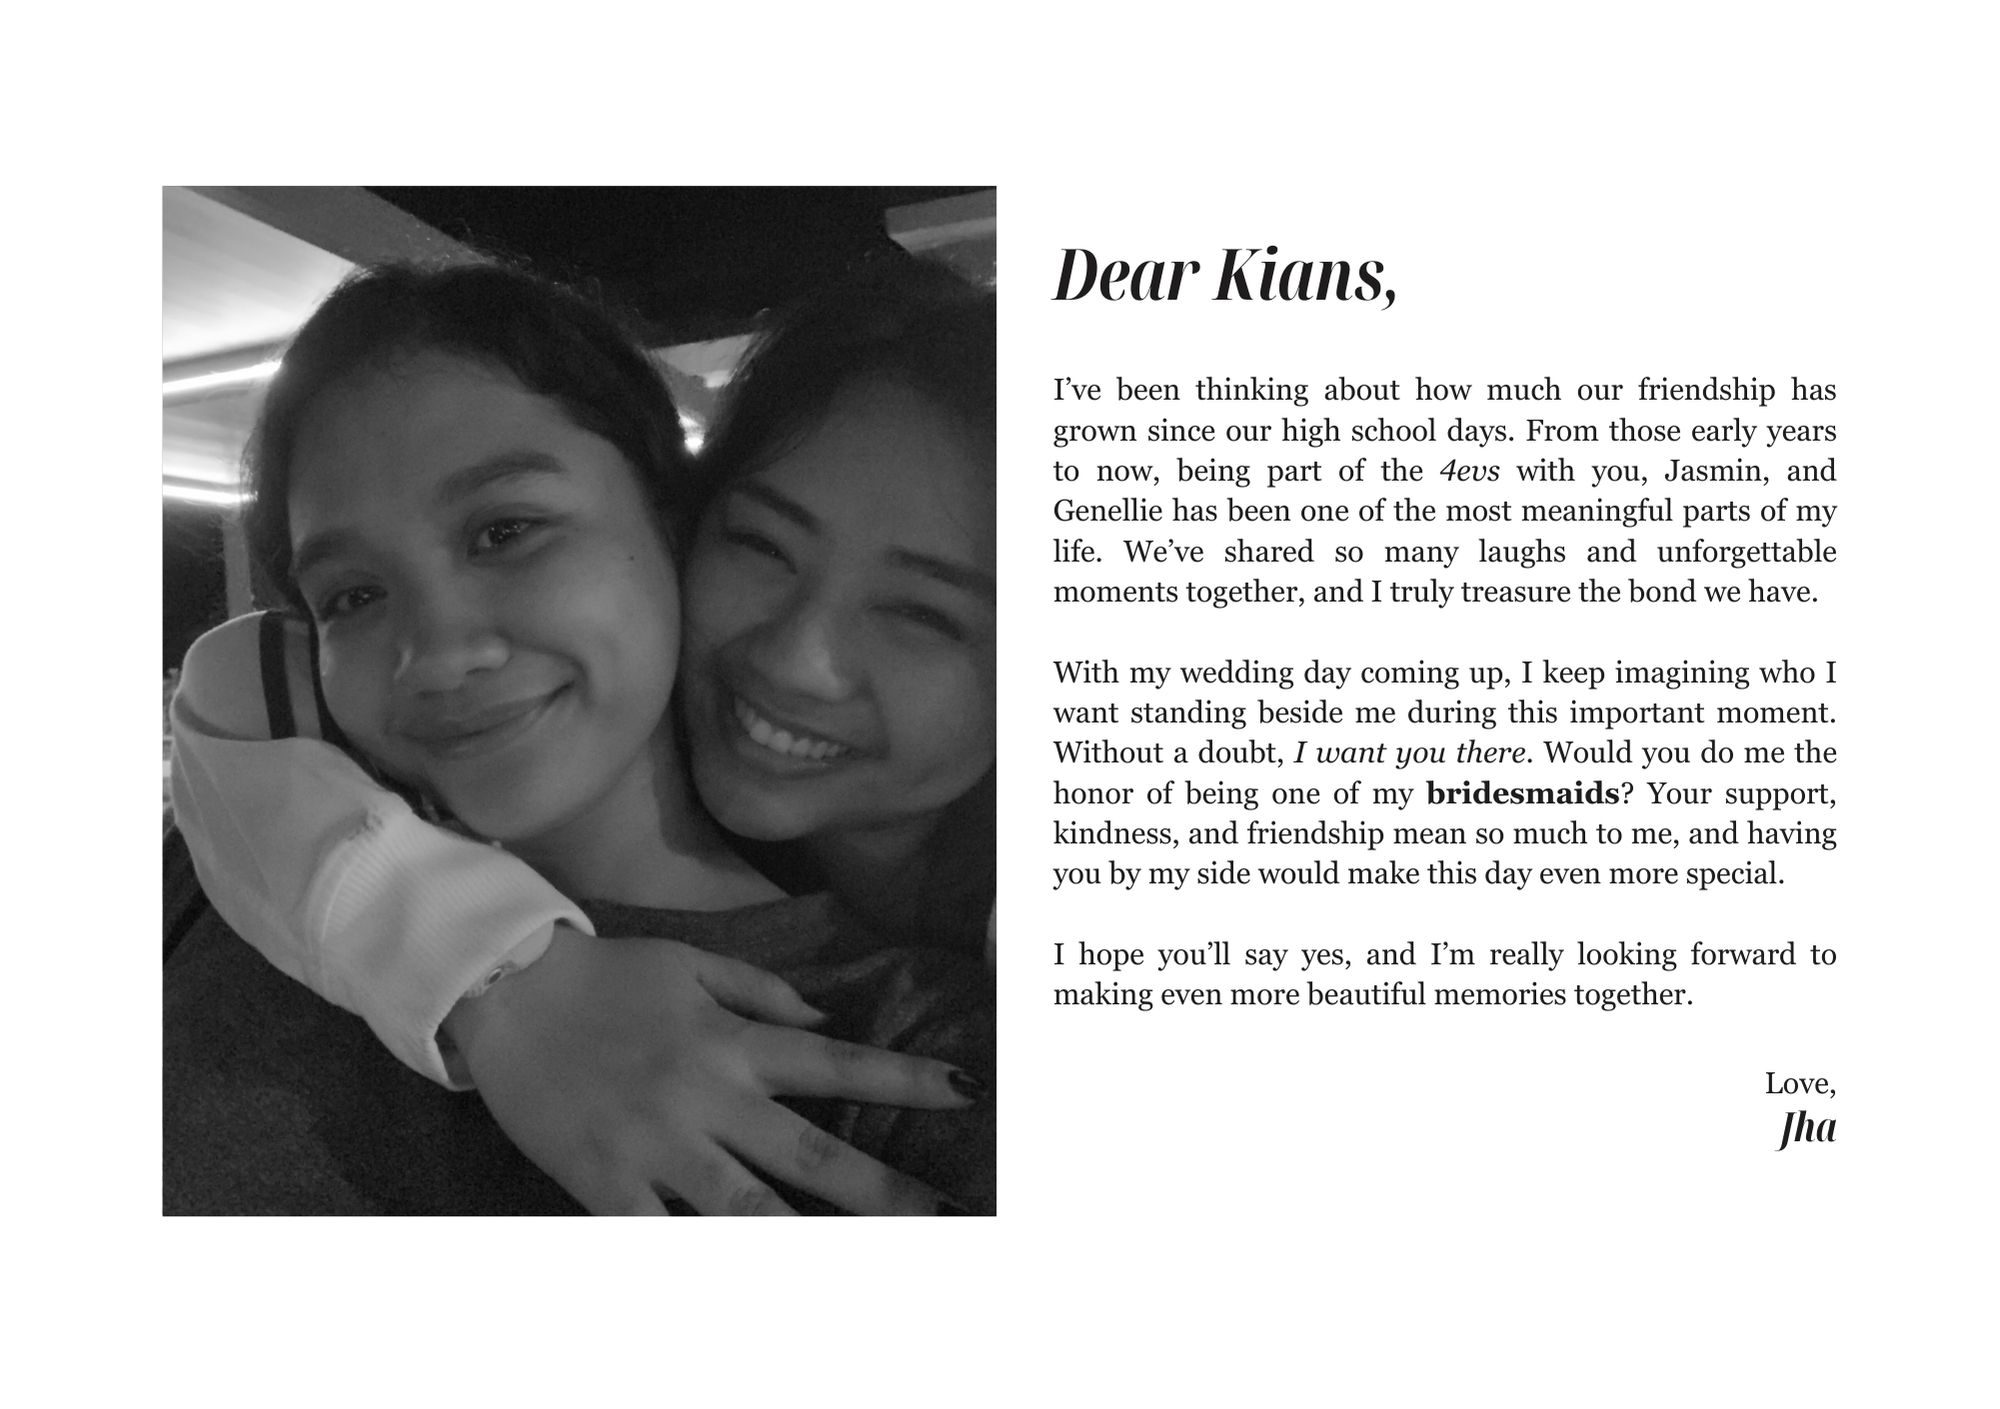 Dear Kians,
I’ve been thinking about how much our friendship has
grown since our high school days. From those early years
to now, being part of the 4evs with you, Jasmin, and
Genellie has been one of the most meaningful parts of my
life. We’ve shared so many laughs and unforgettable
moments together, and I truly treasure the bond we have.
With my wedding day coming up, I keep imagining who I
want standing beside me during this important moment.
Without a doubt, I want you there. Would you do me the
honor of being one of my bridesmaids? Your support,
kindness, and friendship mean so much to me, and having
you by my side would make this day even more special.
I hope you’ll say yes, and I’m really looking forward to
making even more beautiful memories together.
Love,
Jha